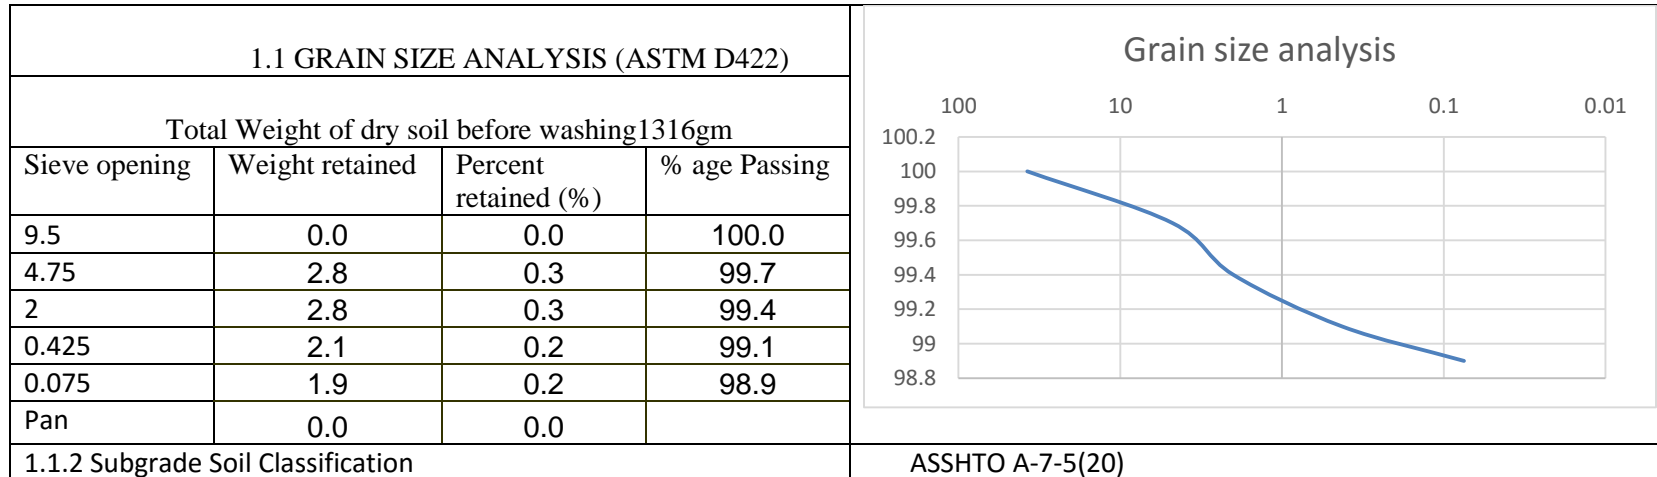 1.1 GRAIN SIZE ANALYSIS (ASTM D422)
Total Weight of dry soil before washing1316gm
Sieve opening Weight retained Percent retained (%) % age Passing
9.5 0.0 0.0 100.0
4.75 2.8 0.3 99.7
2 2.8 0.3 99.4
0.425 2.1 0.2 99.1
0.075 1.9 0.2 98.9
Pan 0.0 0.0
Grain size analysis
100 10 1 0.1 0.01
100.2
100
99.8
99.6
99.4
99.2
99
98.8
1.1.2 Subgrade Soil Classification ASSHTO A-7-5(20)